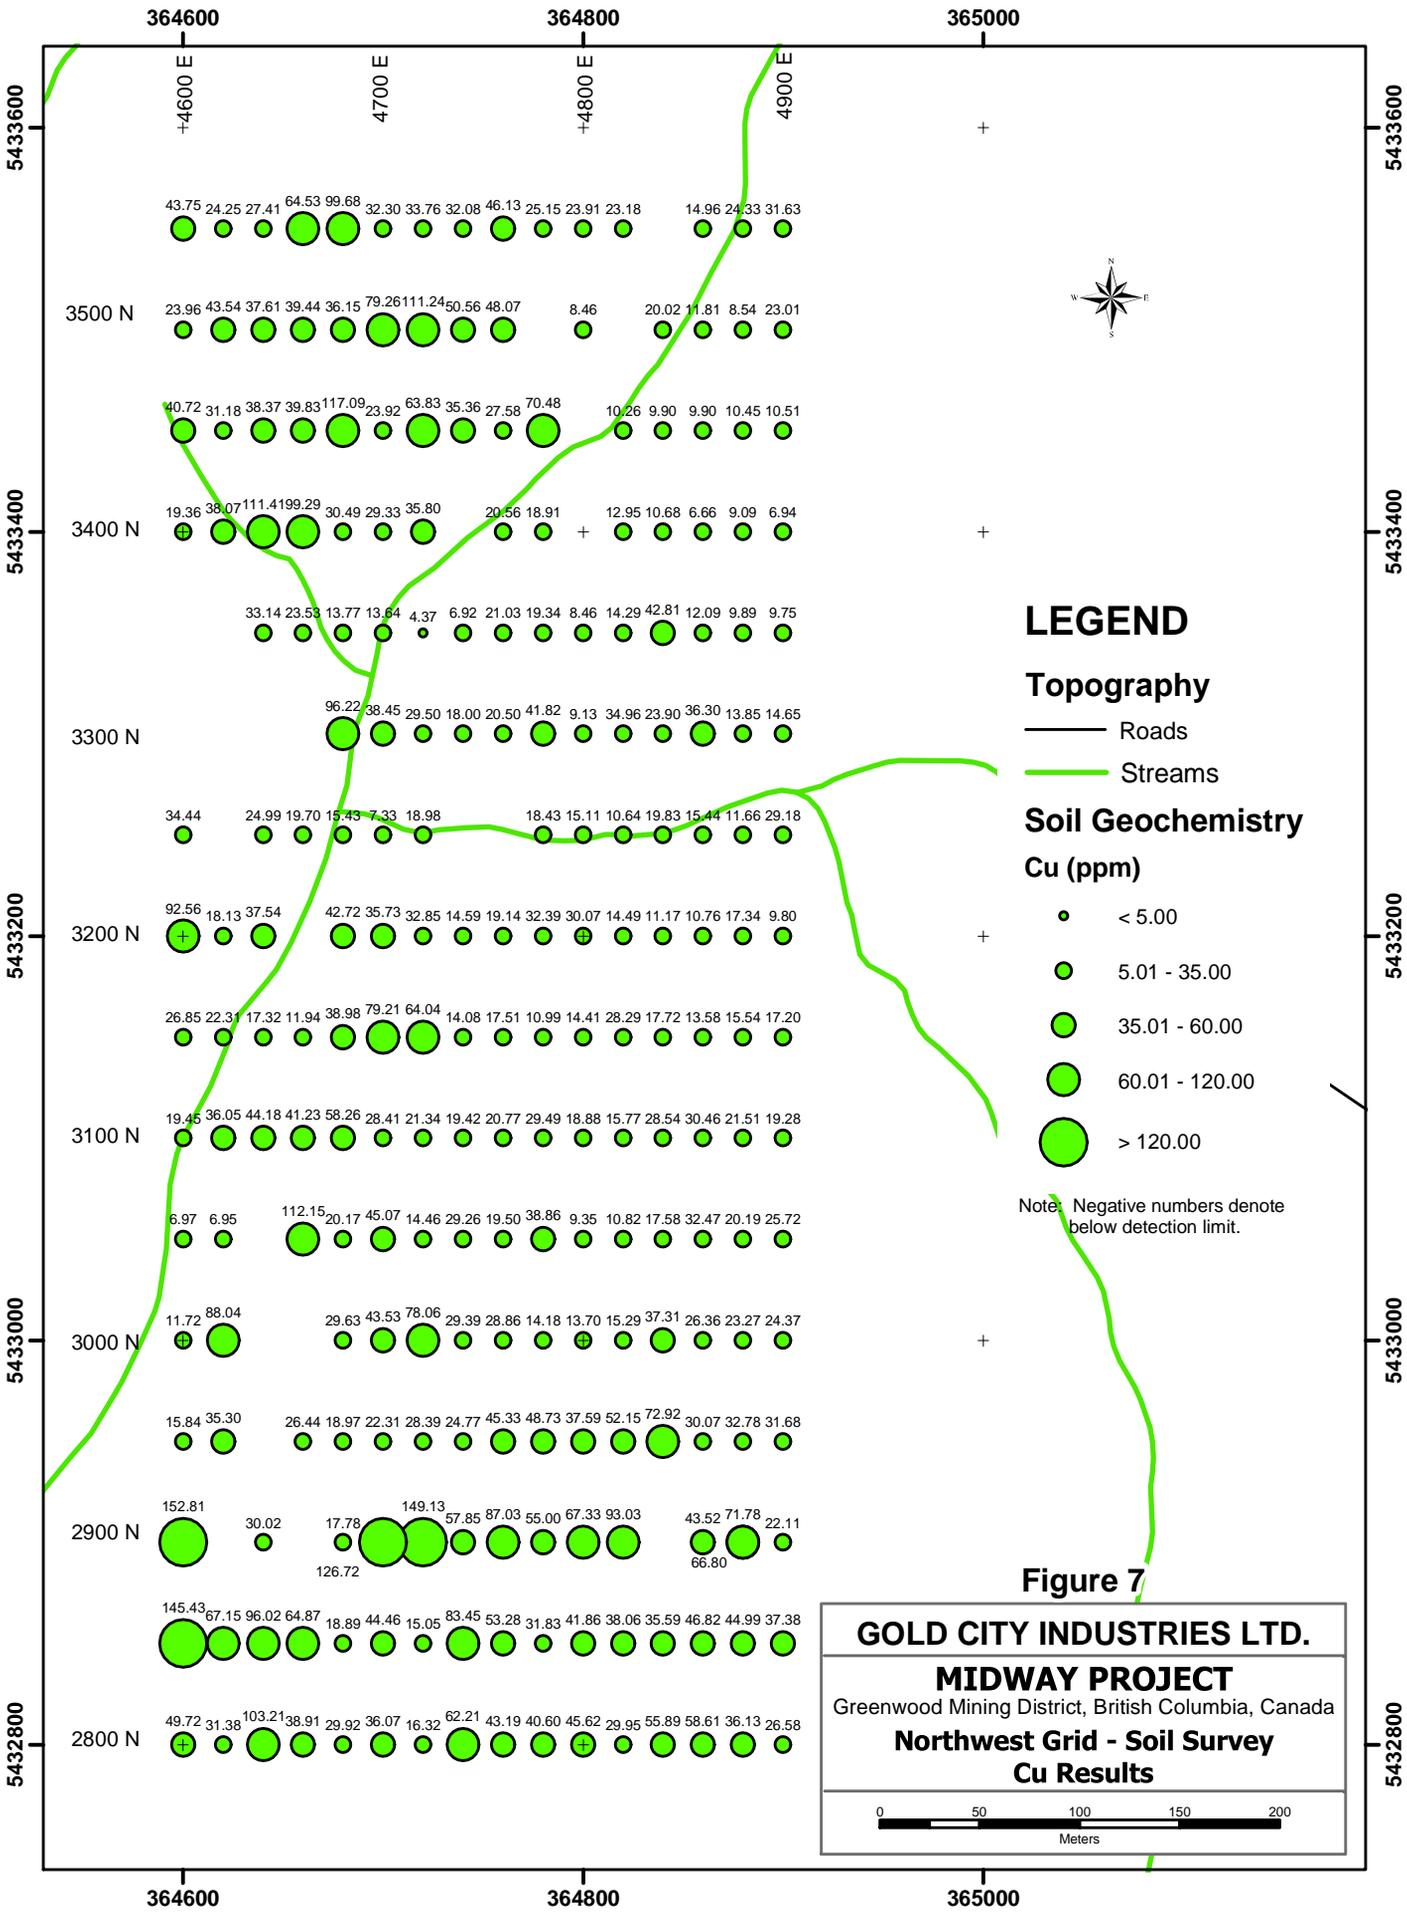 364600 364800 365000
4600 E 4700 E 4800 E 4900 E
5433600 5433600
43.75 24.25 27.41 64.53 99.68 32.30 33.76 32.08 46.13 25.15 23.91 23.18 14.96 24.33 31.63
N
W E
S
3500 N
23.96 43.54 37.61 39.44 36.15 79.26 111.24 50.56 48.07 8.46 20.02 11.81 8.54 23.01
40.72 31.18 38.37 39.83 117.09 23.92 63.83 35.36 27.58 70.48 10.26 9.90 9.90 10.45 10.51
5433400 5433400
3400 N
19.36 38.07 111.41 99.29 30.49 29.33 35.80 20.56 18.91 12.95 10.68 6.66 9.09 6.94
33.14 23.53 13.77 13.64 4.37 6.92 21.03 19.34 8.46 14.29 42.81 12.09 9.89 9.75
3300 N
96.22 38.45 29.50 18.00 20.50 41.82 9.13 34.96 23.90 36.30 13.85 14.65
34.44 24.99 19.70 15.43 7.33 18.98 18.43 15.11 10.64 19.83 15.44 11.66 29.18
5433200 5433200
3200 N
92.56 18.13 37.54 42.72 35.73 32.85 14.59 19.14 32.39 30.07 14.49 11.17 10.76 17.34 9.80
26.85 22.31 17.32 11.94 38.98 79.21 64.04 14.08 17.51 10.99 14.41 28.29 17.72 13.58 15.54 17.20
3100 N
19.45 36.05 44.18 41.23 58.26 28.41 21.34 19.42 20.77 29.49 18.88 15.77 28.54 30.46 21.51 19.28
6.97 6.95 112.15 20.17 45.07 14.46 29.26 19.50 38.86 9.35 10.82 17.58 32.47 20.19 25.72
5433000 5433000
3000 N
11.72 88.04 29.63 43.53 78.06 29.39 28.86 14.18 13.70 15.29 37.31 26.36 23.27 24.37
15.84 35.30 26.44 18.97 22.31 28.39 24.77 45.33 48.73 37.59 52.15 72.92 30.07 32.78 31.68
2900 N
152.81 30.02 17.78 149.13 57.85 87.03 55.00 67.33 93.03 43.52 71.78 22.11
126.72 66.80
145.43 67.15 96.02 64.87 18.89 44.46 15.05 83.45 53.28 31.83 41.86 38.06 35.59 46.82 44.99 37.38
5432800 5432800
2800 N
49.72 31.38 103.21 38.91 29.92 36.07 16.32 62.21 43.19 40.60 45.62 29.95 55.89 58.61 36.13 26.58
LEGEND
Topography
Roads
Streams
Soil Geochemistry
Cu (ppm)
< 5.00
5.01 - 35.00
35.01 - 60.00
60.01 - 120.00
> 120.00
Note: Negative numbers denote
below detection limit.
Figure 7
GOLD CITY INDUSTRIES LTD.
MIDWAY PROJECT
Greenwood Mining District, British Columbia, Canada
Northwest Grid - Soil Survey
Cu Results
0 50 100 150 200
Meters
364600 364800 365000